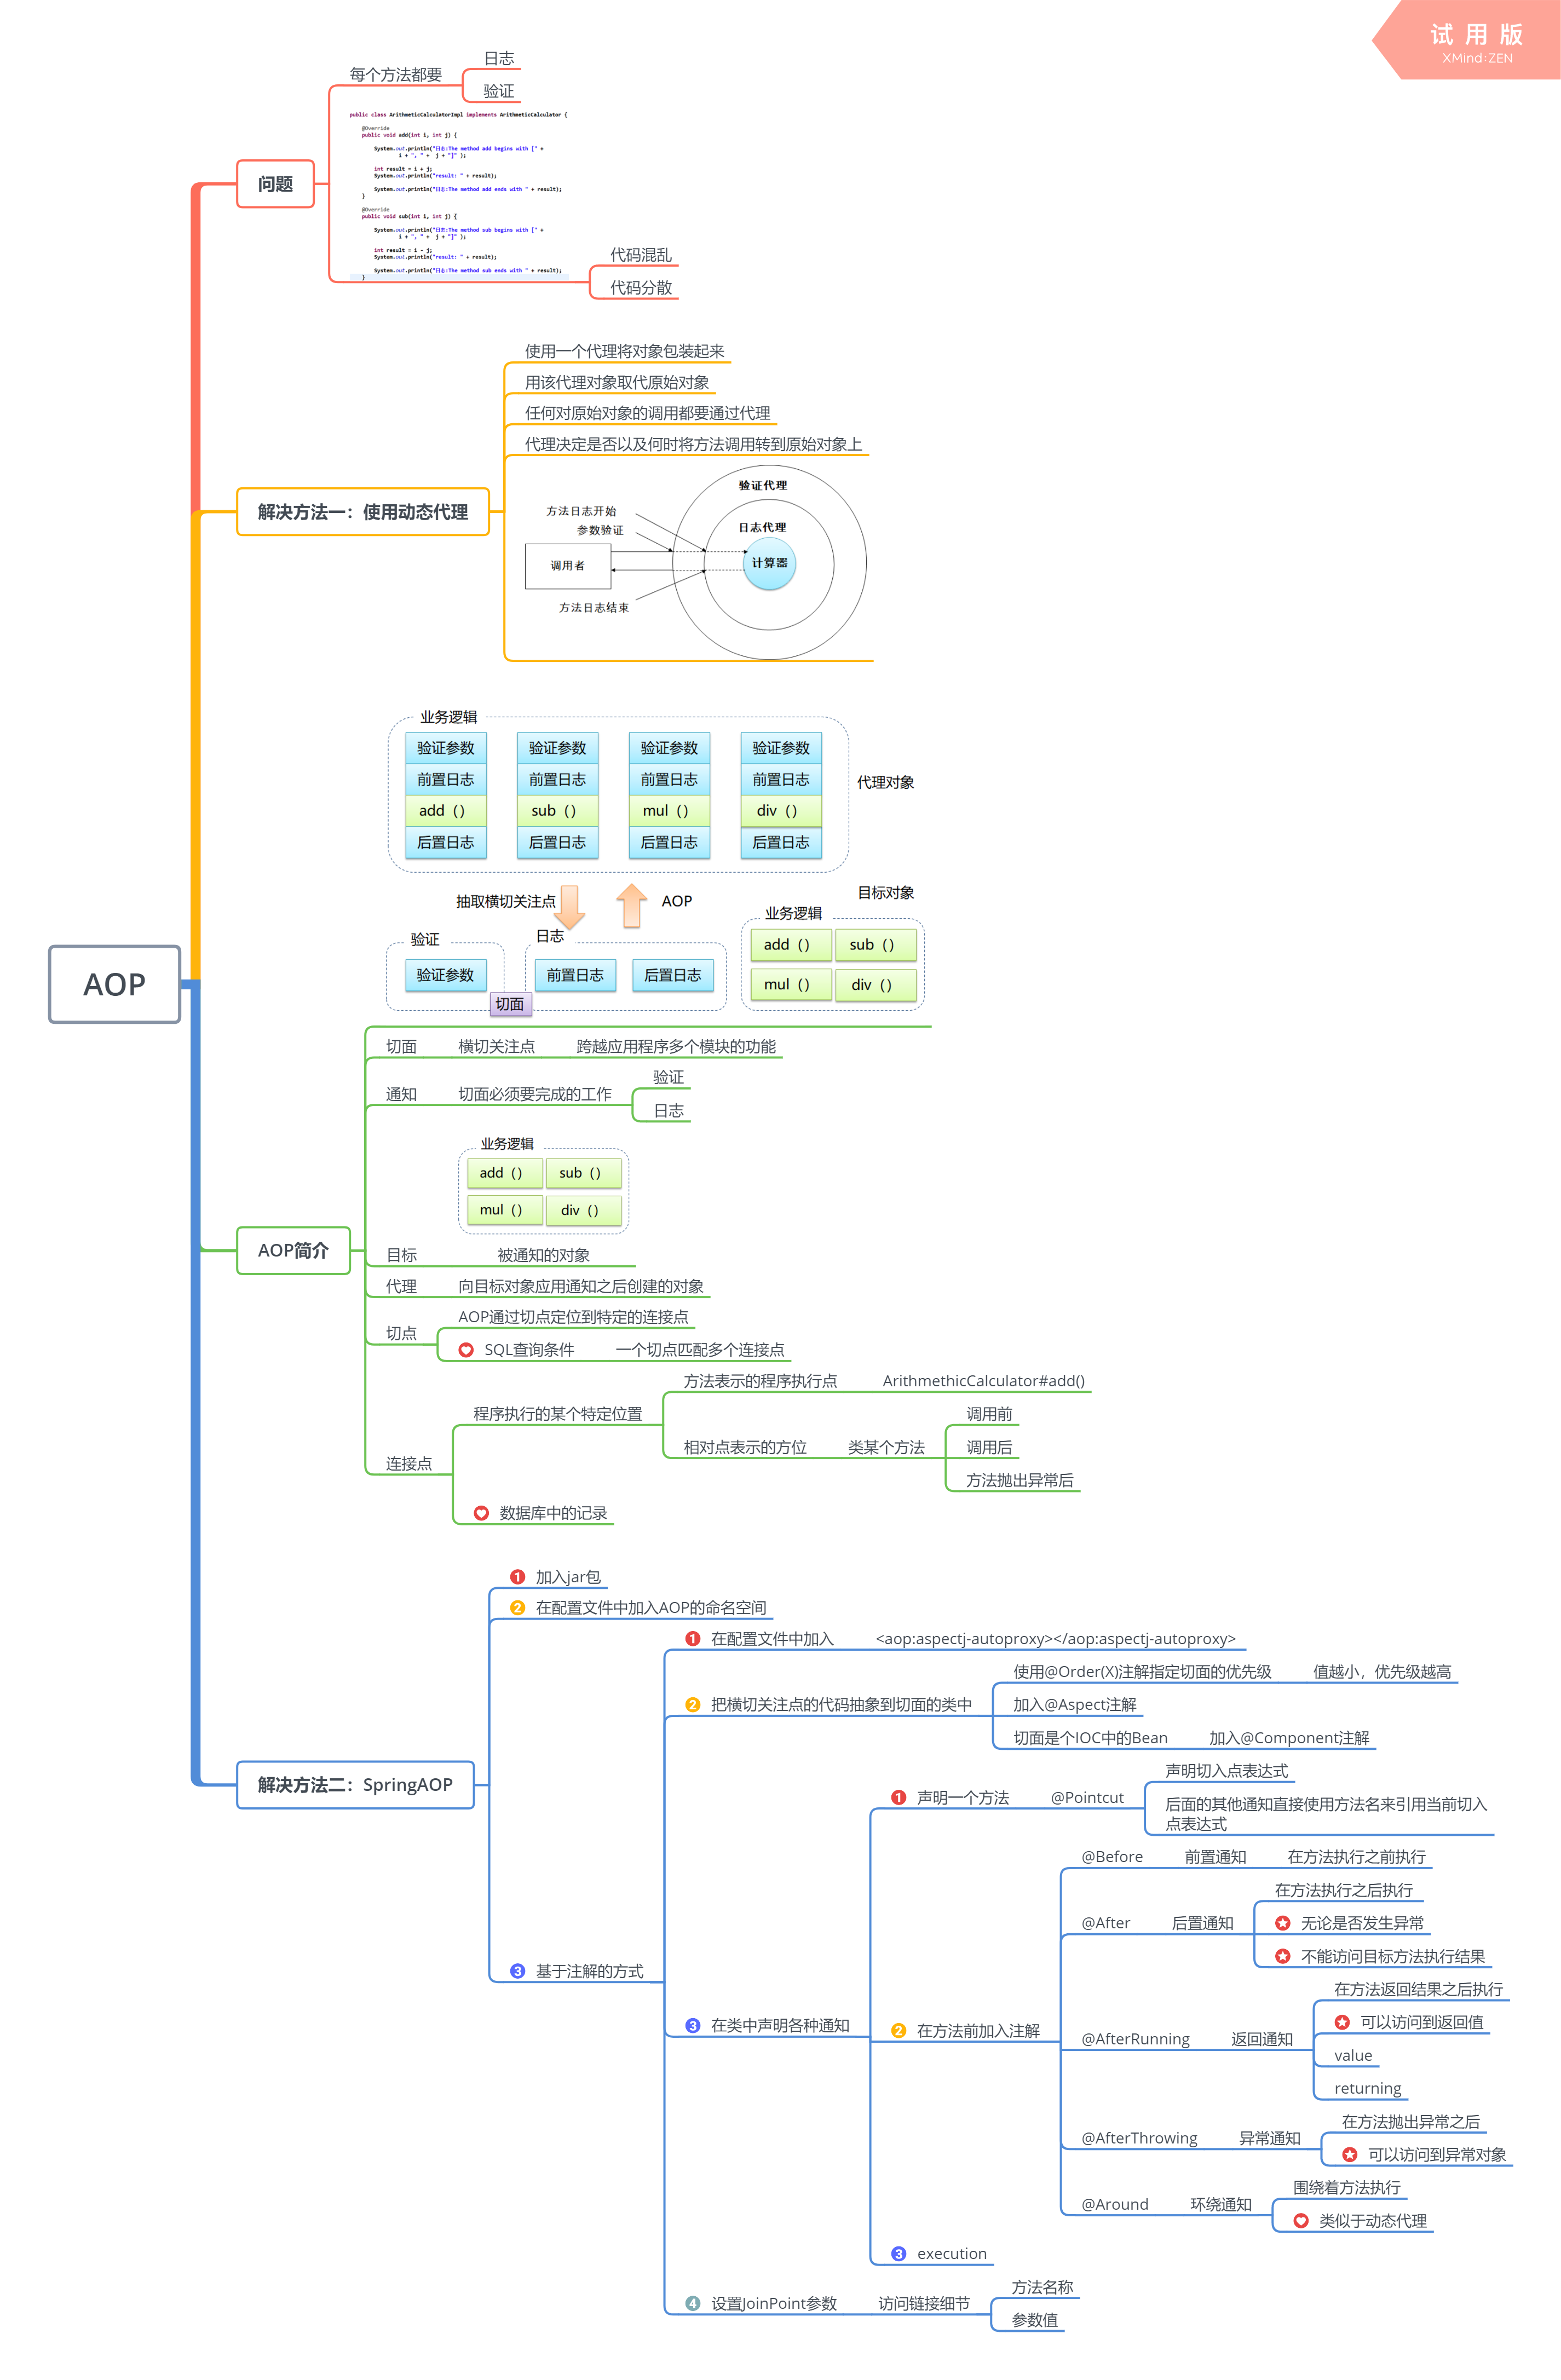 试用版
XMind:ZEN
AOP
问题
每个方法都要
日志
验证
public class ArithmeticCalculatorImpl implements ArithmeticCalculator {
@Override
public void add(int i, int j) {
System.out.println("日志:The method add begins with [" +
i + ", " + j + "]" );
int result = i + j;
System.out.println("result: " + result);
System.out.println("日志:The method add ends with " + result);
}
@Override
public void sub(int i, int j) {
System.out.println("日志:The method sub begins with [" +
i + ", " + j + "]" );
int result = i - j;
System.out.println("result: " + result);
System.out.println("日志:The method sub ends with " + result);
}
代码混乱
代码分散
解决方法一：使用动态代理
使用一个代理将对象包装起来
用该代理对象取代原始对象
任何对原始对象的调用都要通过代理
代理决定是否以及何时将方法调用转到原始对象上
验证代理
方法日志开始
参数验证
日志代理
调用者
计算器
方法日志结束
AOP简介
业务逻辑
验证参数 验证参数 验证参数 验证参数
前置日志 前置日志 前置日志 前置日志
代理对象
add（） sub（） mul（） div（）
后置日志 后置日志 后置日志 后置日志
抽取横切关注点
AOP
目标对象
验证
日志
业务逻辑
验证参数
前置日志
后置日志
add（） sub（）
mul（） div（）
切面
切面 横切关注点 跨越应用程序多个模块的功能
通知 切面必须要完成的工作
验证
日志
业务逻辑
add（） sub（）
mul（） div（）
目标 被通知的对象
代理 向目标对象应用通知之后创建的对象
切点
AOP通过切点定位到特定的连接点
SQL查询条件 一个切点匹配多个连接点
连接点
程序执行的某个特定位置
方法表示的程序执行点 ArithmethicCalculator#add()
相对点表示的方位 类某个方法
调用前
调用后
方法抛出异常后
数据库中的记录
解决方法二：SpringAOP
1 加入jar包
2 在配置文件中加入AOP的命名空间
3 基于注解的方式
1 在配置文件中加入 <aop:aspectj-autoproxy></aop:aspectj-autoproxy>
2 把横切关注点的代码抽象到切面的类中
使用@Order(X)注解指定切面的优先级 值越小，优先级越高
加入@Aspect注解
切面是个IOC中的Bean 加入@Component注解
3 在类中声明各种通知
1 声明一个方法 @Pointcut
声明切入点表达式
后面的其他通知直接使用方法名来引用当前切入
点表达式
2 在方法前加入注解
@Before 前置通知 在方法执行之前执行
@After 后置通知
在方法执行之后执行
无论是否发生异常
不能访问目标方法执行结果
@AfterRunning 返回通知
在方法返回结果之后执行
可以访问到返回值
value
returning
@AfterThrowing 异常通知
在方法抛出异常之后
可以访问到异常对象
@Around 环绕通知
围绕着方法执行
类似于动态代理
3 execution
4 设置JoinPoint参数 访问链接细节
方法名称
参数值